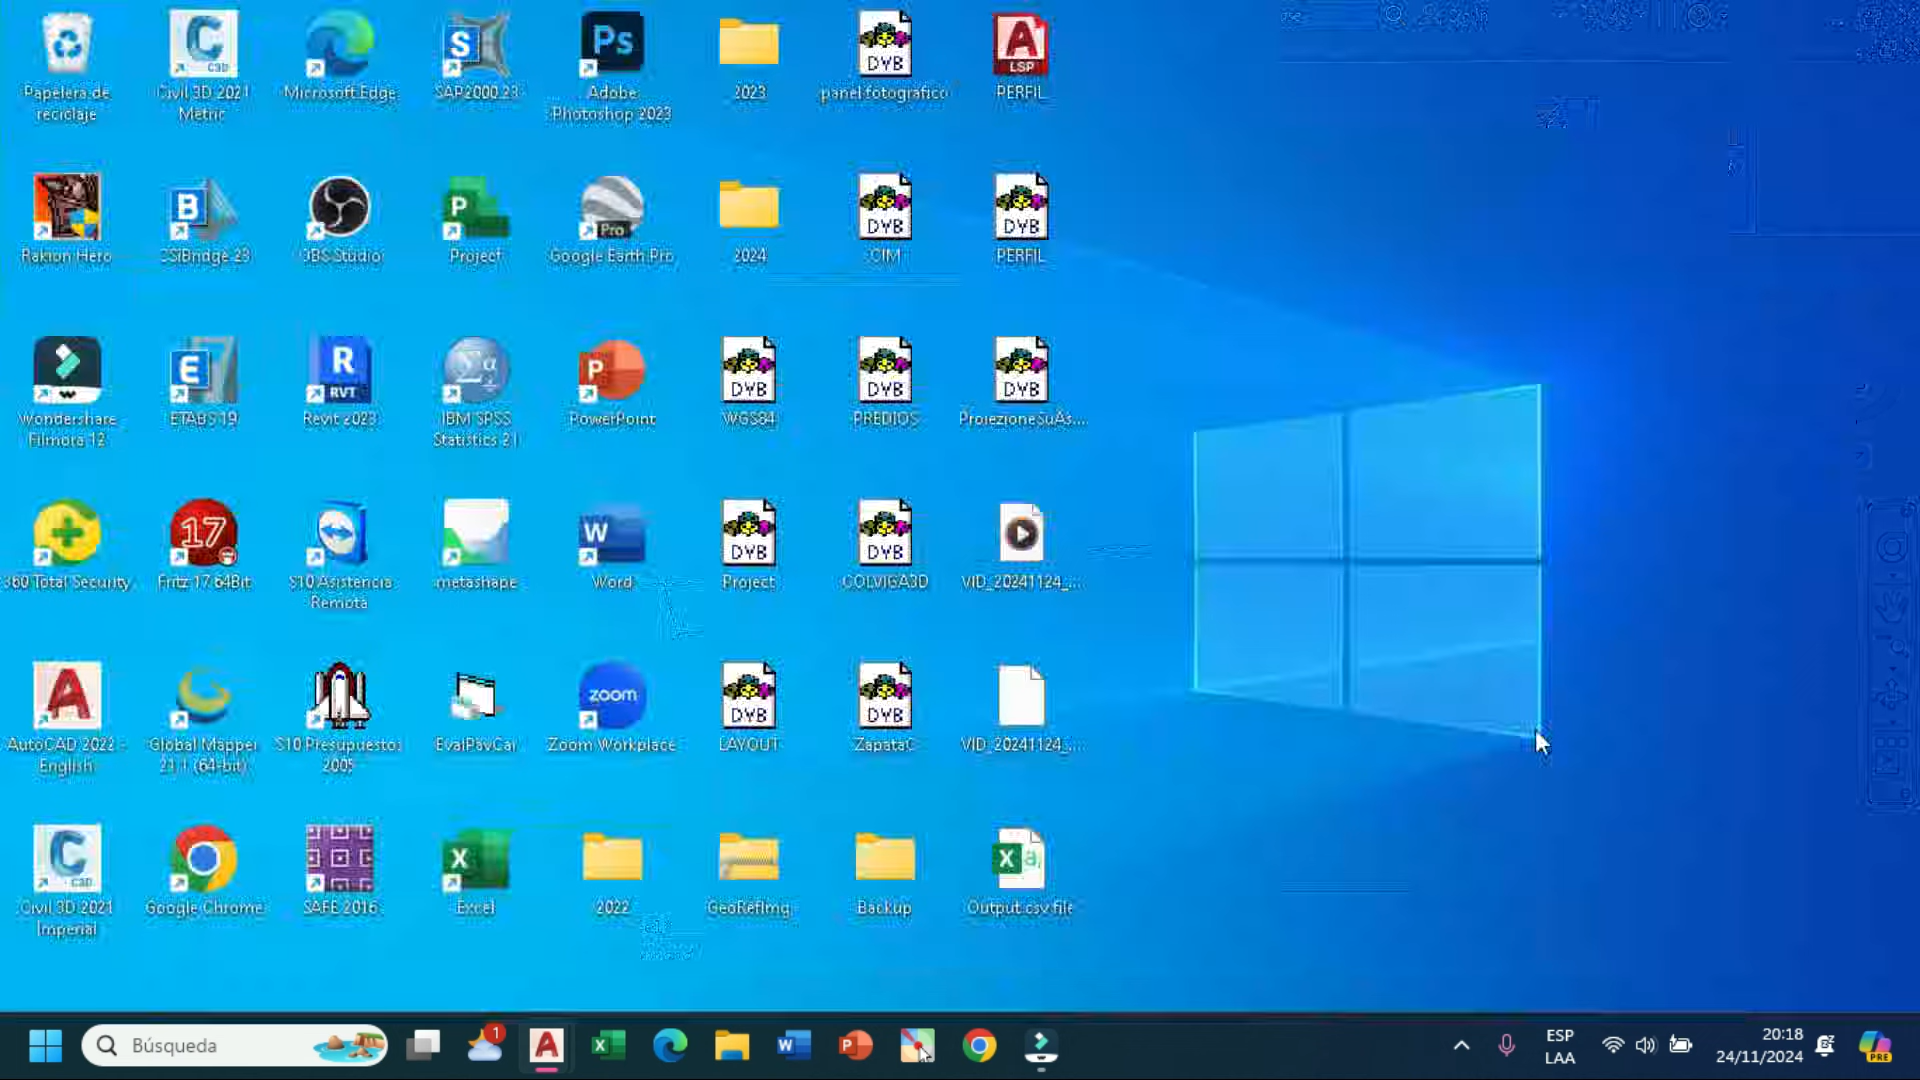 Papelera de
reciclaje
Civil 3D 2021
Metric
Microsoft Edge
SAP2000 23
Adobe
Photoshop 2023
2023
panel fotografico
PERFIL
Rakion Hero
CSiBridge 23
OBS Studio
Project
Google Earth Pro
2024
CIM
PERFIL
Wondershare
Filmora 12
ETABS 19
Revit 2023
IBM SPSS
Statistics 21
PowerPoint
WGS84
PREDIOS
ProiezioneSuAs...
360 Total Security
Fritz 17 64Bit
S10 Asistencia
Remota
metashape
Word
Project
COLVIGA3D
VID_20241124_...
AutoCAD 2022 -
English
Global Mapper
21.1 (64-bit)
S10 Presupuestos
2005
EvalPavCar
Zoom Workplace
LAYOUT
ZapataC
VID_20241124_...
Civil 3D 2021
Imperial
Google Chrome
SAFE 2016
Excel
2022
GeoRefImg
Backup
Output.csv.file
Búsqueda
1
ESP
LAA
20:18
24/11/2024
PRE